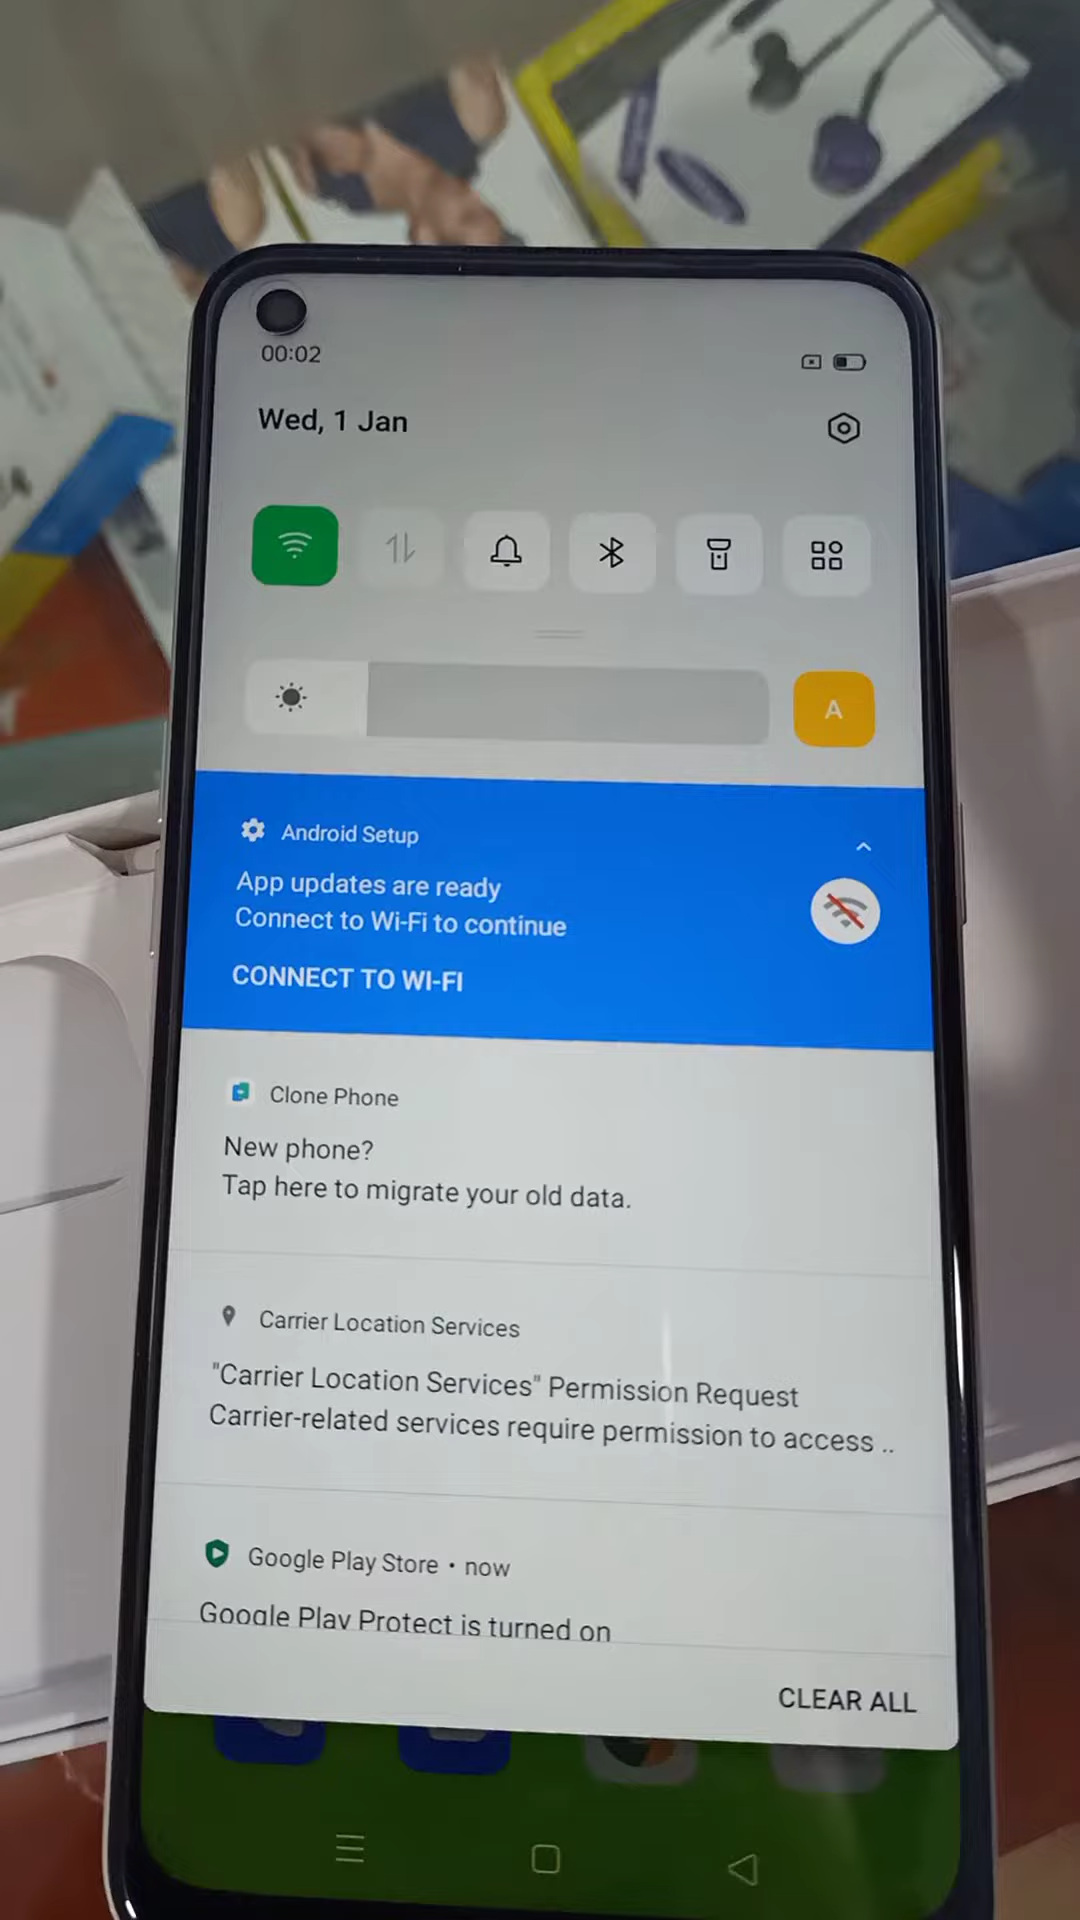 00:02
Wed, 1 Jan
A
Android Setup
App updates are ready
Connect to Wi-Fi to continue
CONNECT TO WI-FI
Clone Phone
New phone?
Tap here to migrate your old data.
Carrier Location Services
"Carrier Location Services" Permission Request
Carrier-related services require permission to access ..
Google Play Store • now
Google Play Protect is turned on
CLEAR ALL